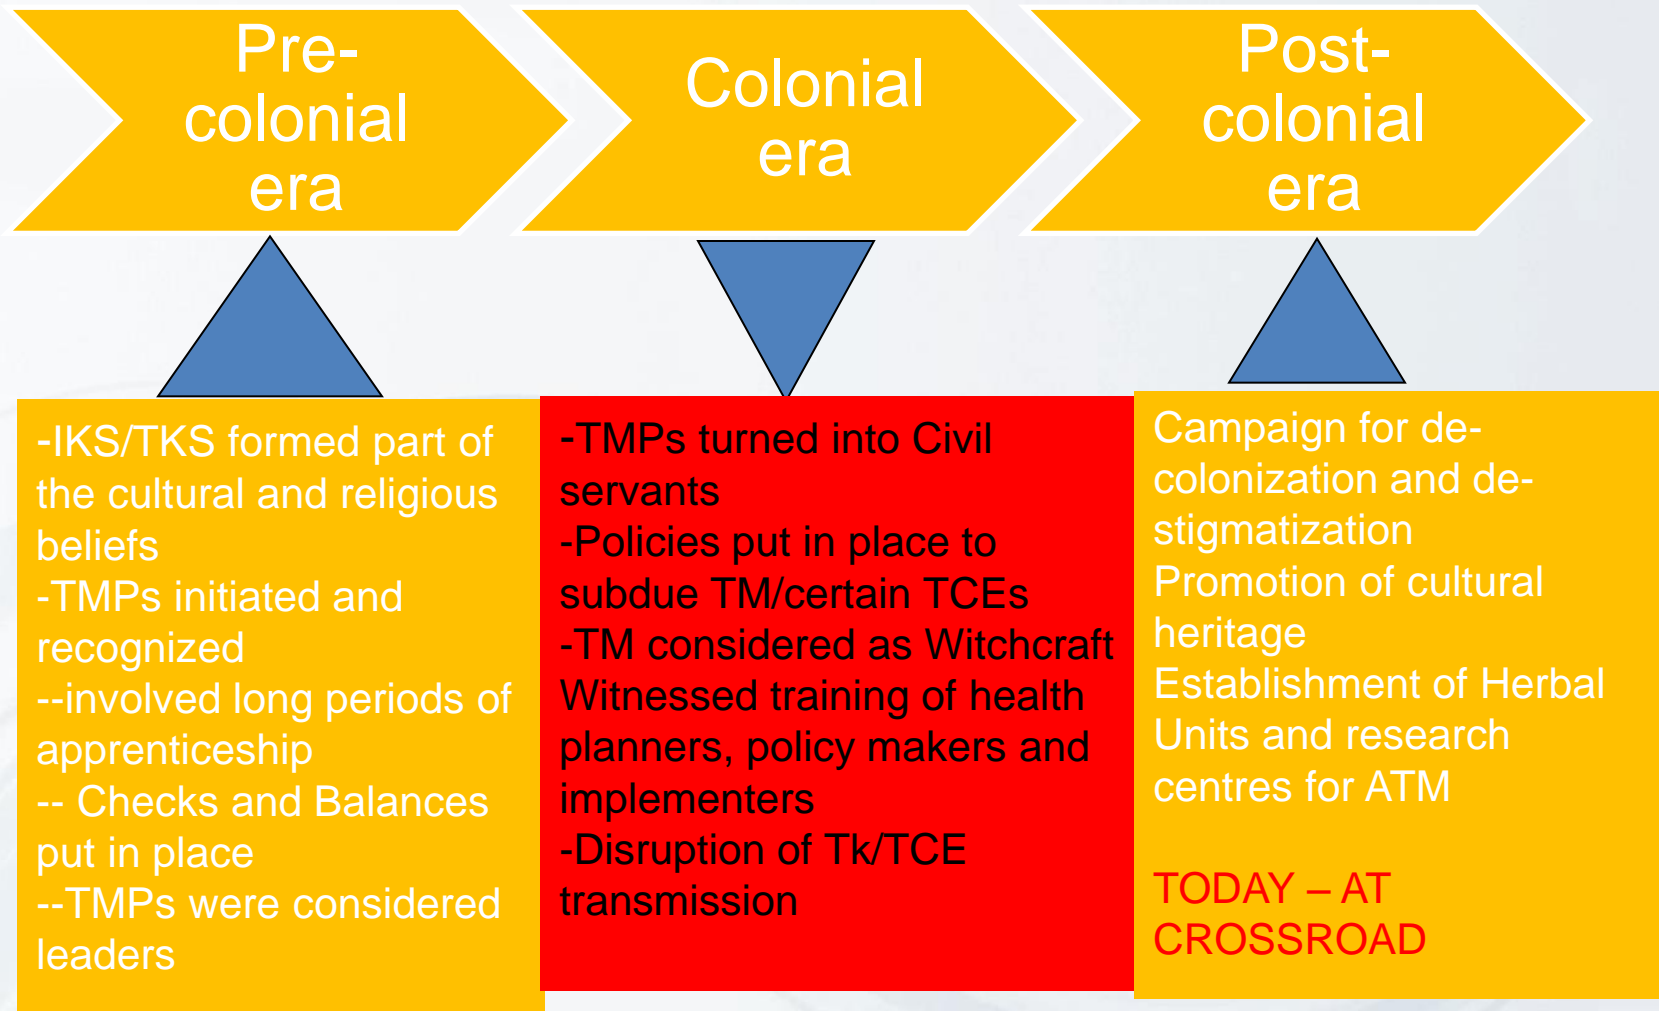 Pre-
colonial
era
Colonial
era
Post-
colonial
era
-IKS/TKS formed part of
the cultural and religious
beliefs
-TMPs initiated and
recognized
--involved long periods of
apprenticeship
-- Checks and Balances
put in place
--TMPs were considered
leaders
-TMPs turned into Civil
servants
-Policies put in place to
subdue TM/certain TCEs
-TM considered as Witchcraft
Witnessed training of health
planners, policy makers and
implementers
-Disruption of Tk/TCE
transmission
Campaign for de-
colonization and de-
stigmatization
Promotion of cultural
heritage
Establishment of Herbal
Units and research
centres for ATM
TODAY – AT
CROSSROAD